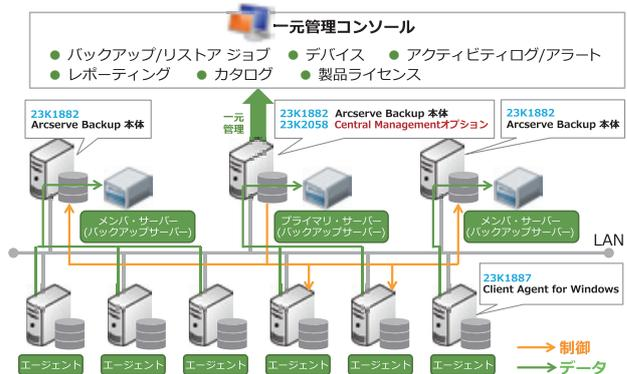 一元管理コンソール
● バックアップ/リストア ジョブ ● デバイス ● アクティビティログ/アラート
● レポーティング ● カタログ ● 製品ライセンス
一元
管理
23K1882
Arcserve Backup 本体
23K1882 Arcserve Backup 本体
23K2058 Central Managementオプション
23K1882
Arcserve Backup 本体
メンバ・サーバー
(バックアップサーバー)
プライマリ・サーバー
(バックアップサーバー)
メンバ・サーバー
(バックアップサーバー)
LAN
23K1887
Client Agent for Windows
エージェント
エージェント
エージェント
エージェント
エージェント
エージェント
制御
データ